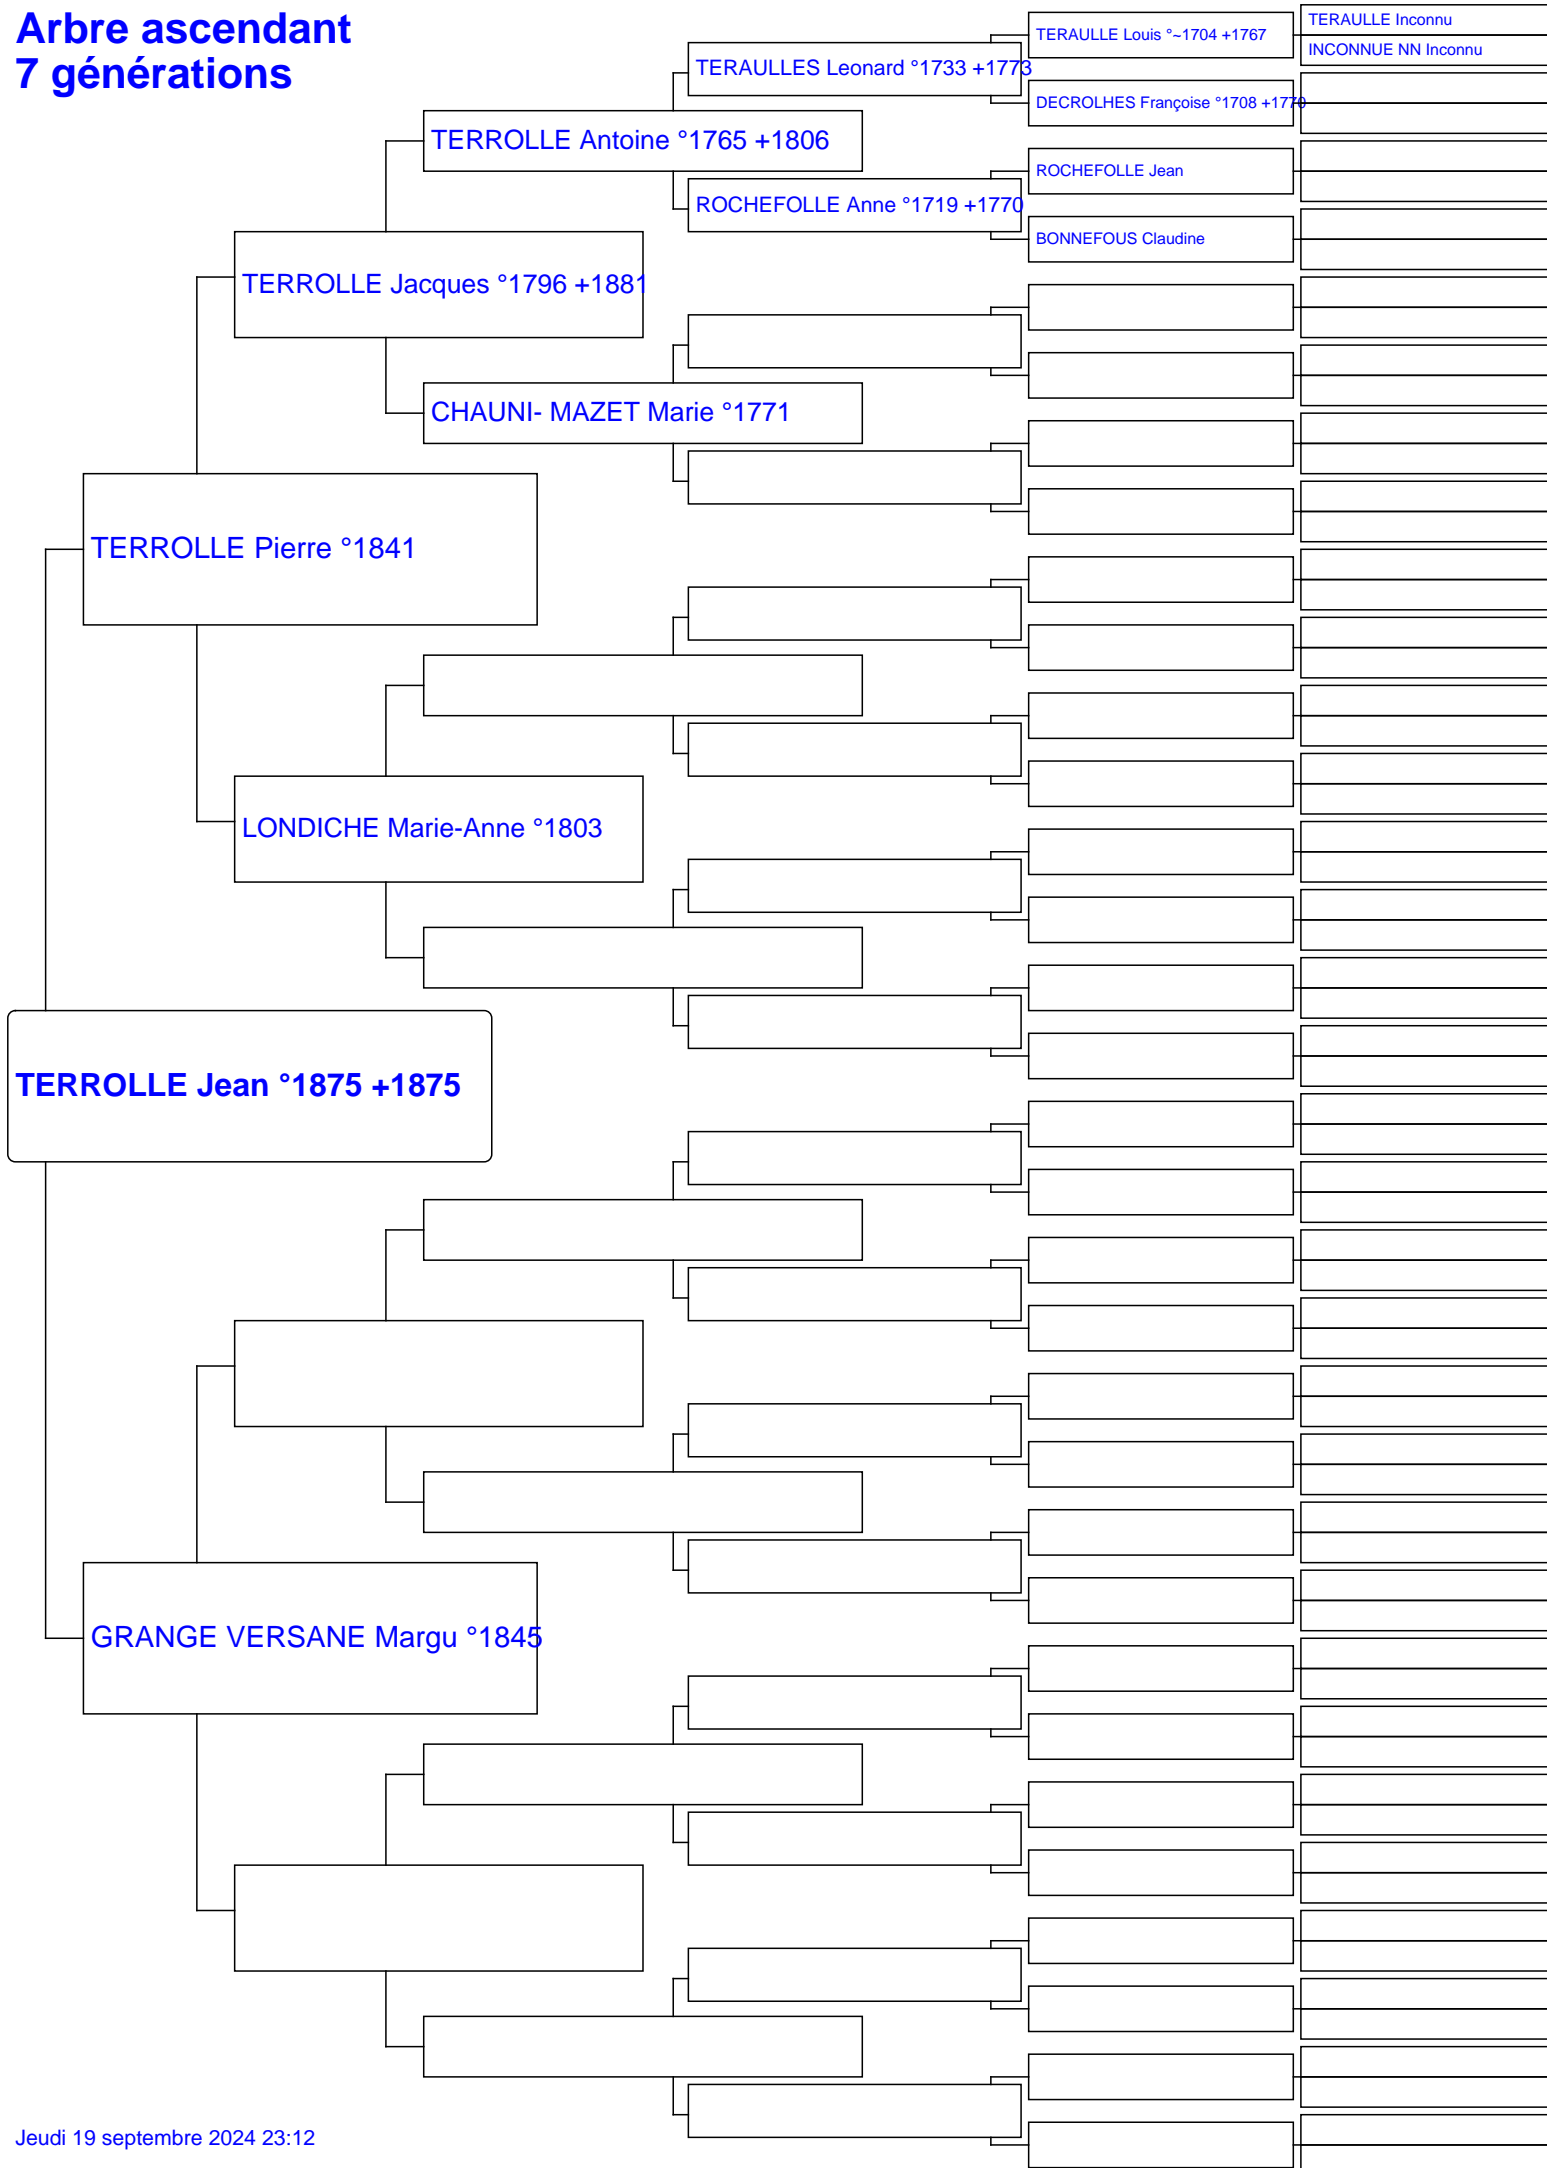 Arbre ascendant
7 générations
TERAULLE Inconnu
TERAULLE Louis °~1704 +1767
INCONNUE NN Inconnu
TERAULLES Leonard °1733 +1773
DECROLHES Françoise °1708 +1770
TERROLLE Antoine °1765 +1806
ROCHEFOLLE Jean
ROCHEFOLLE Anne °1719 +1770
BONNEFOUS Claudine
TERROLLE Jacques °1796 +1881
CHAUNI- MAZET Marie °1771
TERROLLE Pierre °1841
LONDICHE Marie-Anne °1803
TERROLLE Jean °1875 +1875
GRANGE VERSANE Margu °1845
Jeudi 19 septembre 2024 23:12